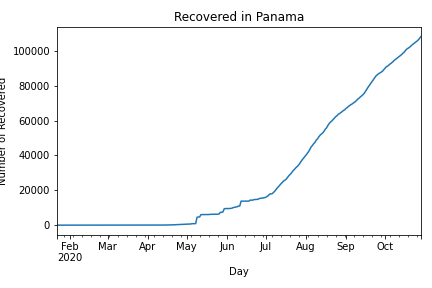 Recovered in Panama
Number of Recovered
100000
80000
60000
40000
20000
0
Feb Mar Apr May Jun Jul Aug Sep Oct
2020
Day